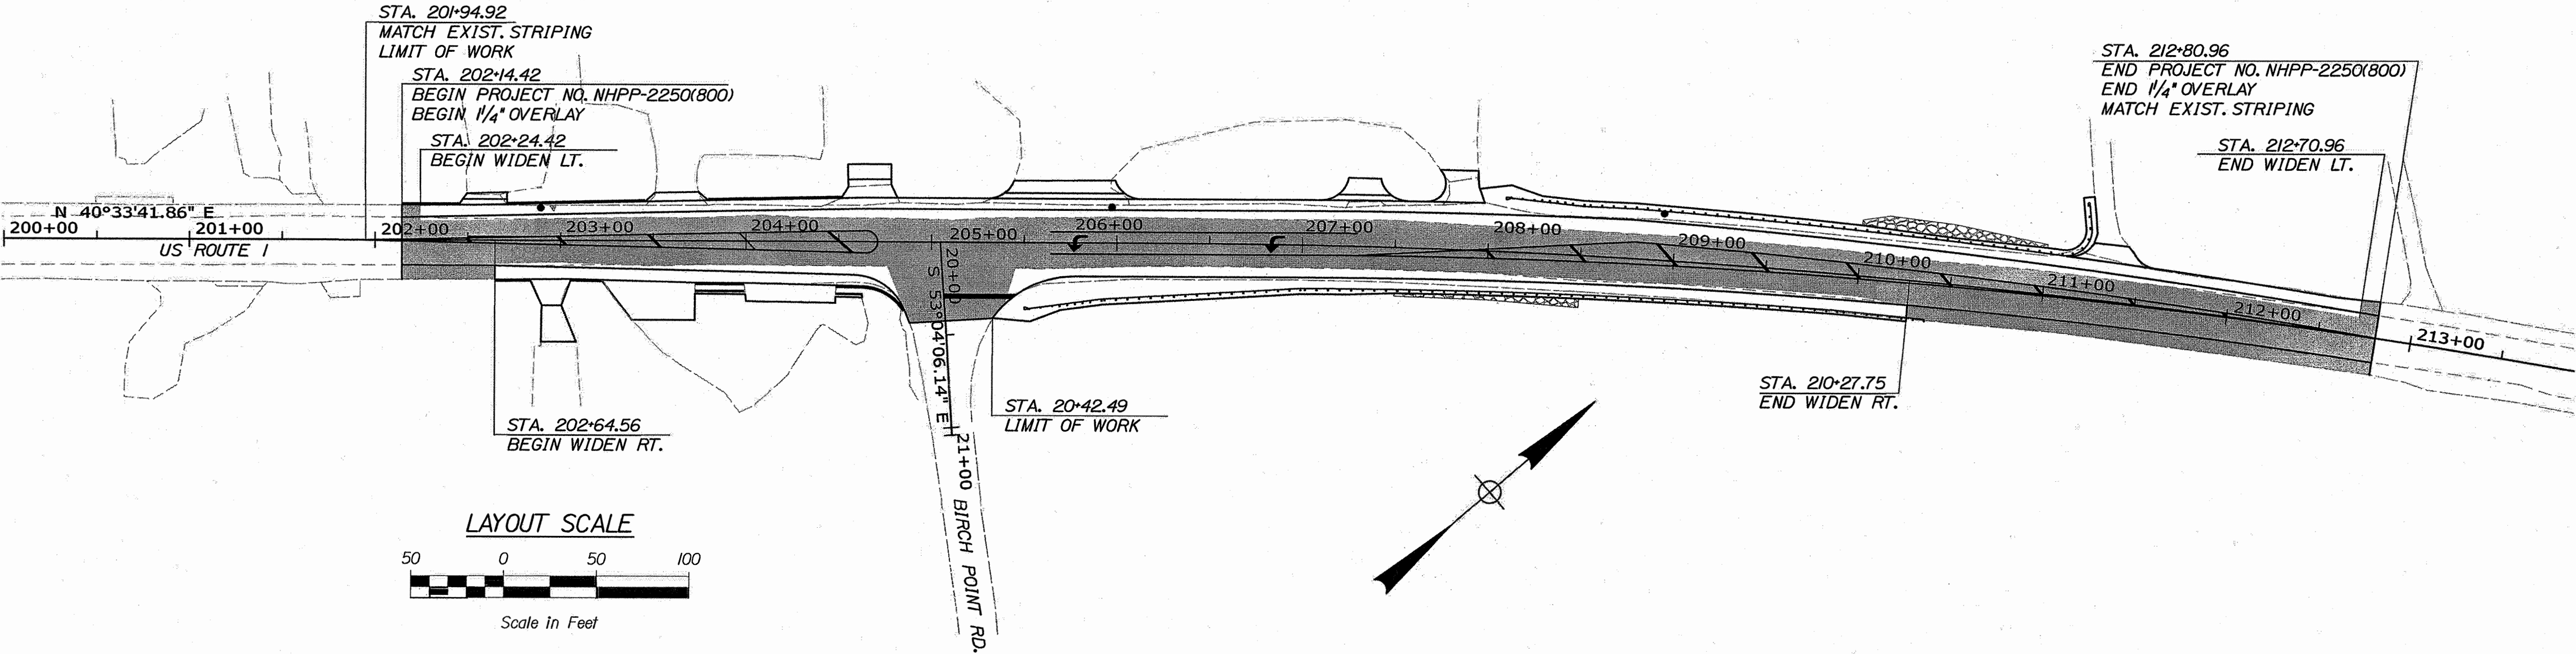 STA. 201+94.92
MATCH EXIST. STRIPING
LIMIT OF WORK
STA. 202+14.42
BEGIN PROJECT NO. NHPP-2250(800)
BEGIN 1 1/4" OVERLAY
STA. 202+24.42
BEGIN WIDEN LT.
STA. 212+80.96
END PROJECT NO. NHPP-2250(800)
END 1 1/4" OVERLAY
MATCH EXIST. STRIPING
STA. 212+70.96
END WIDEN LT.
N 40°33'41.86" E
200+00
201+00
202+00
203+00
204+00
205+00
206+00
207+00
208+00
209+00
210+00
211+00
212+00
213+00
US ROUTE 1
20+00
S 53°04'06.14" E
21+00
BIRCH POINT RD.
STA. 202+64.56
BEGIN WIDEN RT.
STA. 20+42.49
LIMIT OF WORK
STA. 210+27.75
END WIDEN RT.
LAYOUT SCALE
50 0 50 100
Scale in Feet